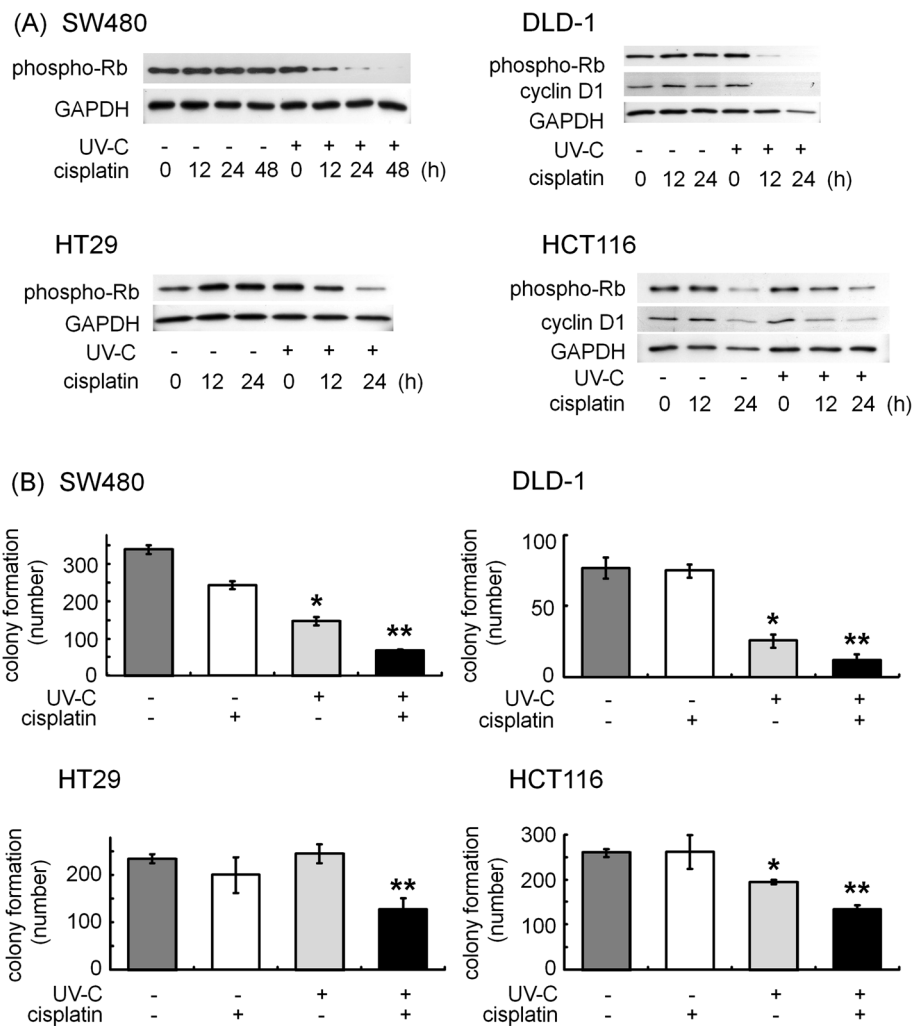 (A) SW480
phospho-Rb
GAPDH
UV-C - - - - + + + +
cisplatin 0 12 24 48 0 12 24 48 (h)
DLD-1
phospho-Rb
cyclin D1
GAPDH
UV-C - - - + + +
cisplatin 0 12 24 0 12 24 (h)
HT29
phospho-Rb
GAPDH
UV-C - - - + + +
cisplatin 0 12 24 0 12 24 (h)
HCT116
phospho-Rb
cyclin D1
GAPDH
UV-C - - - + + +
cisplatin 0 12 24 0 12 24 (h)
(B) SW480
colony formation
(number)
300
200
100
0
*
**
UV-C - - + +
cisplatin - + - +
DLD-1
colony formation
(number)
100
50
0
*
**
UV-C - - + +
cisplatin - + - +
HT29
colony formation
(number)
200
100
0
**
UV-C - - + +
cisplatin - + - +
HCT116
colony formation
(number)
300
200
100
0
*
**
UV-C - - + +
cisplatin - + - +